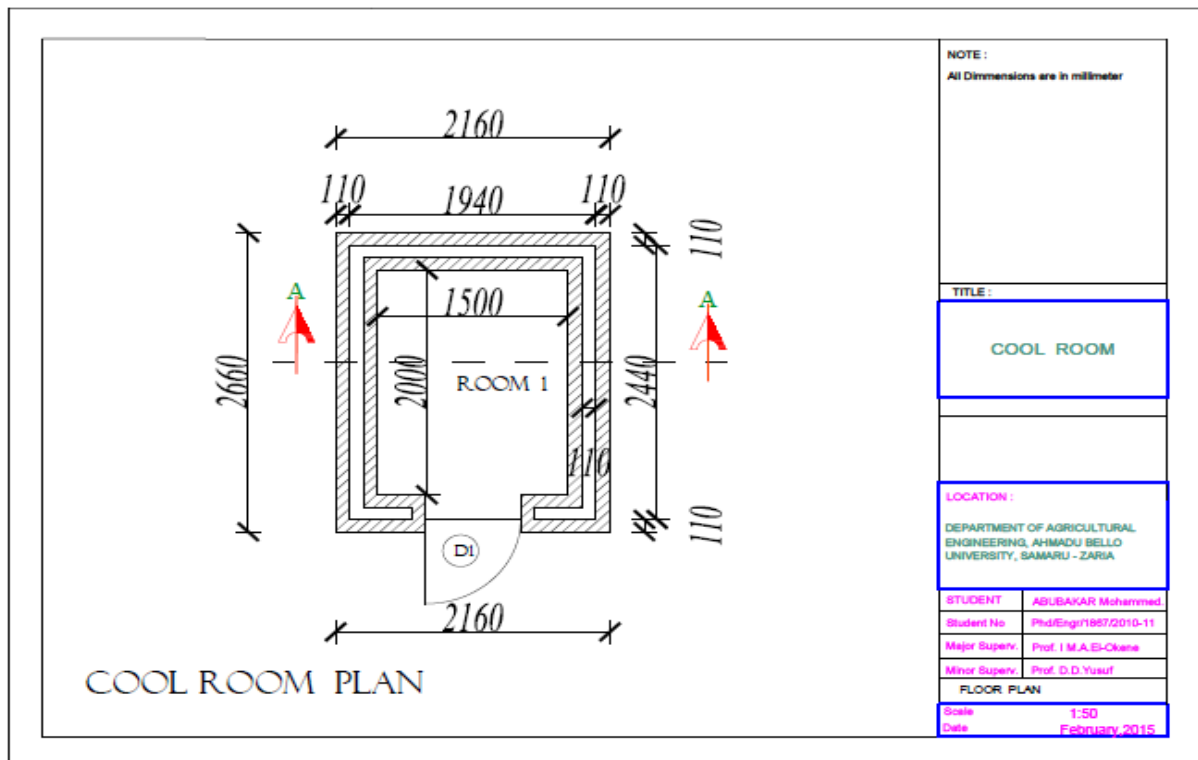 2160
110
1940
110
110
A
A
1500
2660
2000
ROOM 1
2440
110
110
D1
2160
COOL ROOM PLAN
NOTE :
All Dimmensions are in millimeter
TITLE :
COOL ROOM
LOCATION :
DEPARTMENT OF AGRICULTURAL
ENGINEERING, AHMADU BELLO
UNIVERSITY, SAMARU - ZARIA
STUDENT ABUBAKAR Mohammed.
Student No Phd/Engr/1867/2010-11
Major Superv. Prof. I M.A.El-Okene
Minor Superv. Prof. D.D.Yusuf
FLOOR PLAN
Scale 1:50
Date February,2015